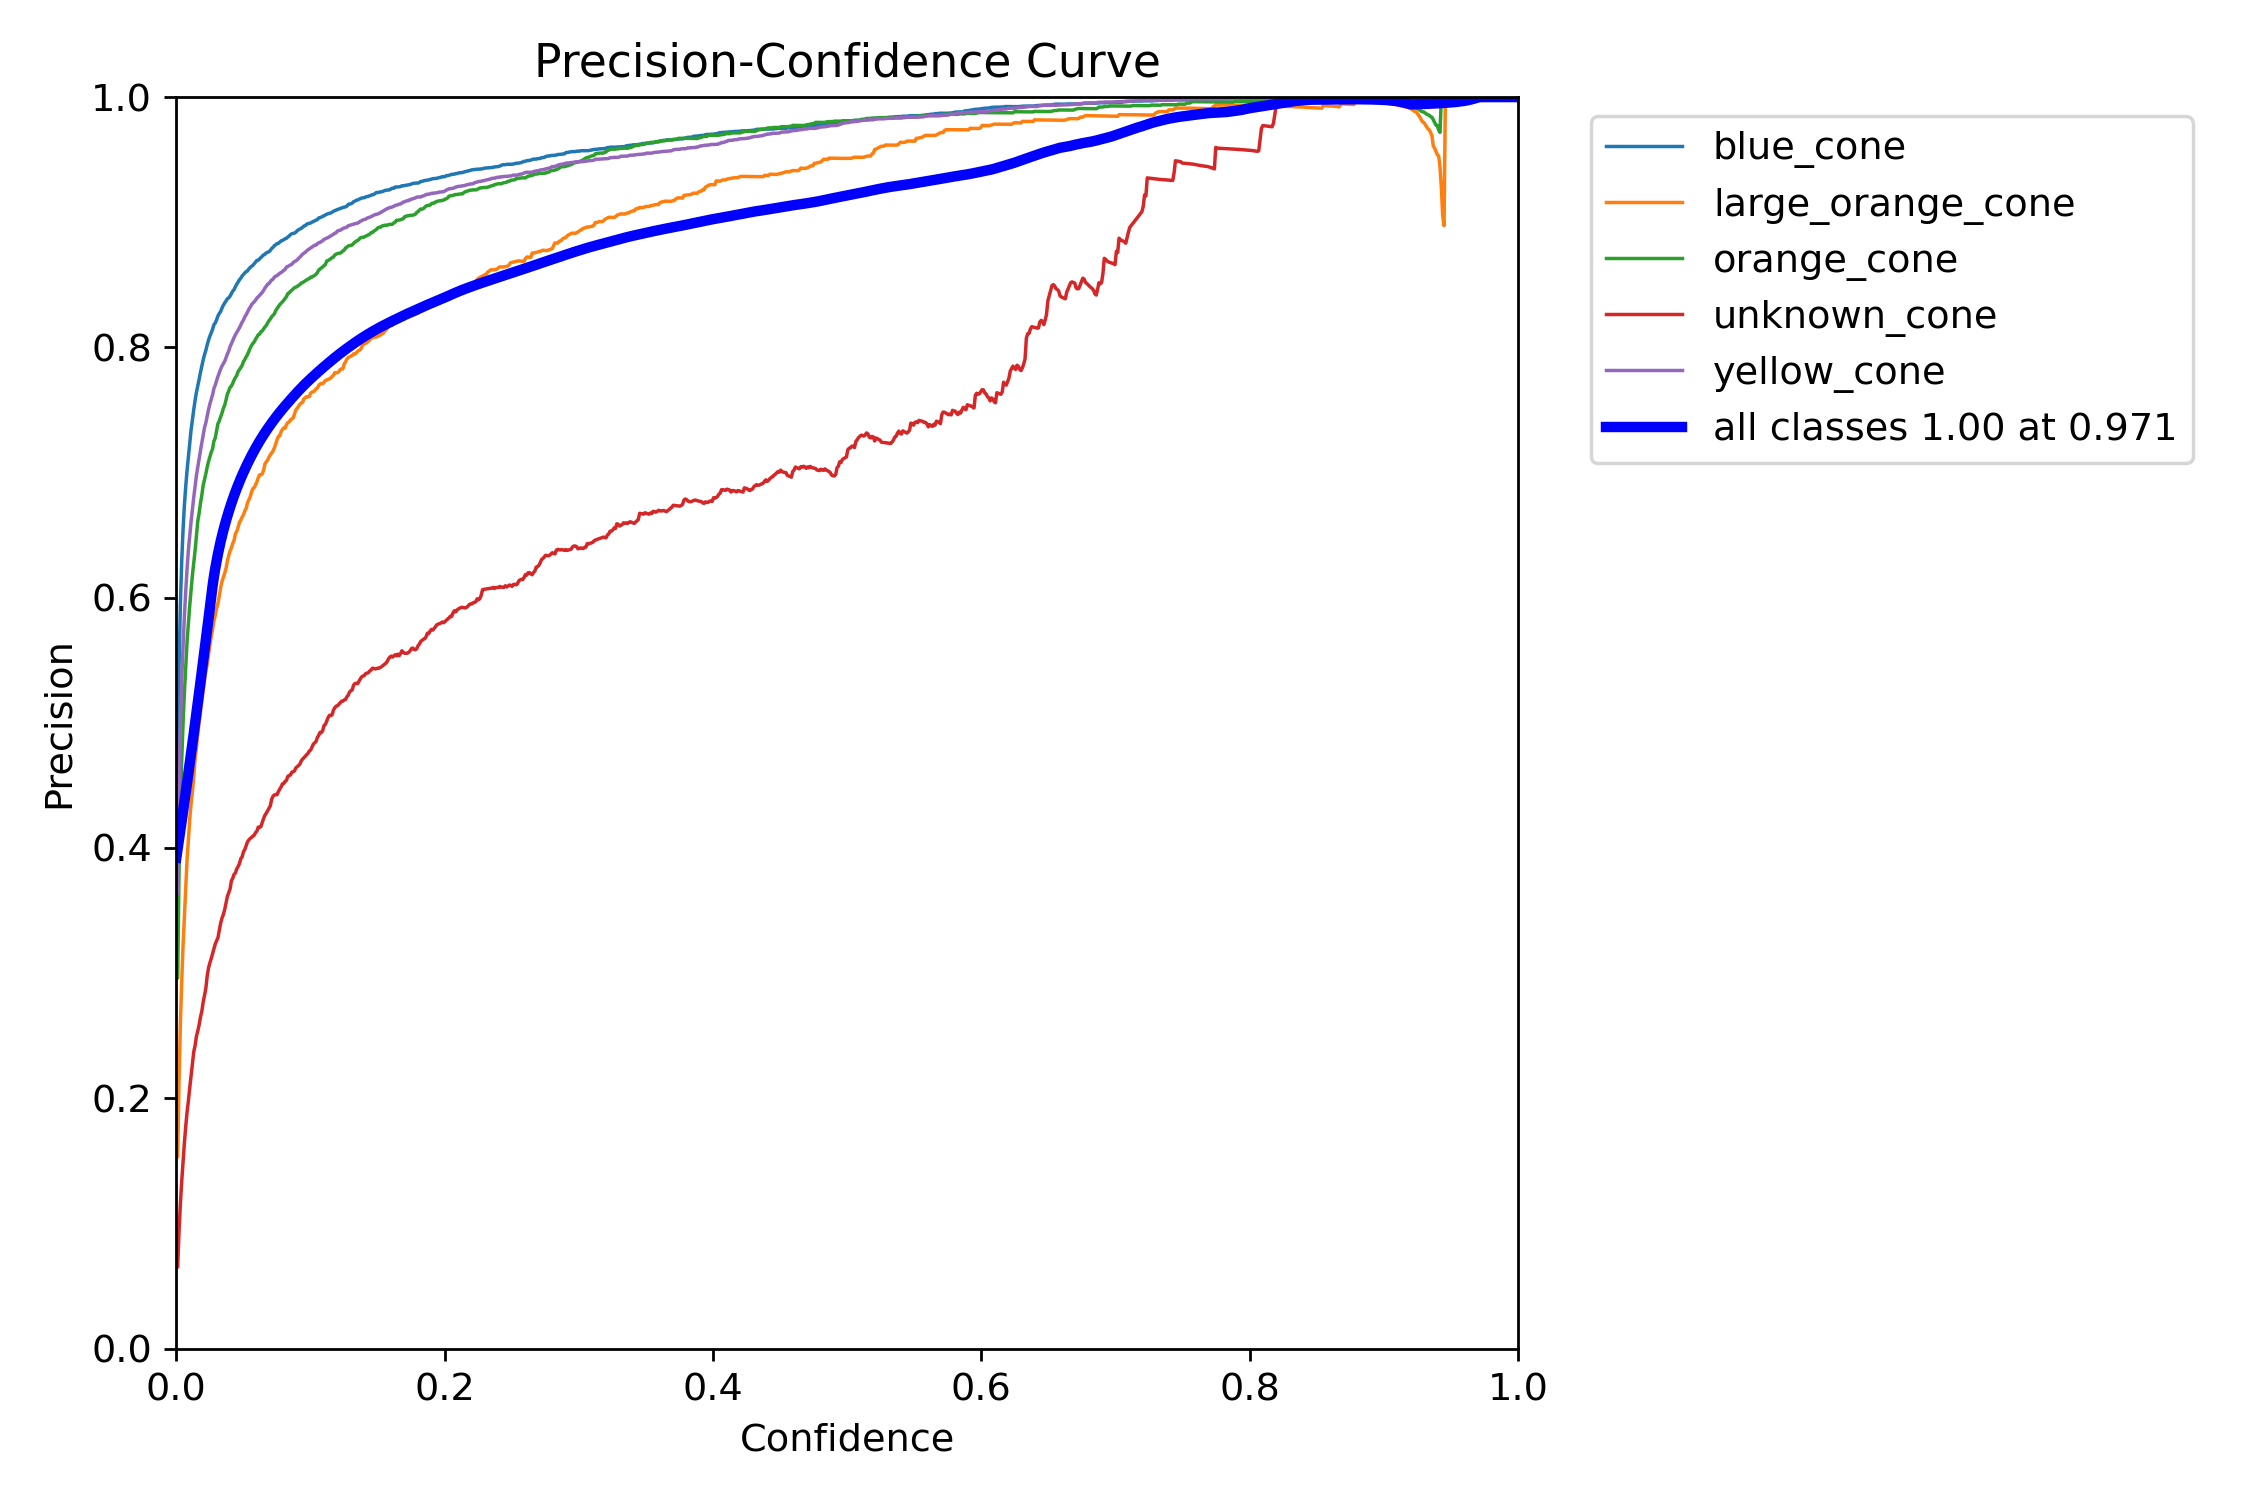 Precision-Confidence Curve
1.0
0.8
0.6
0.4
0.2
0.0
Precision
0.0 0.2 0.4 0.6 0.8 1.0
Confidence
blue_cone
large_orange_cone
orange_cone
unknown_cone
yellow_cone
all classes 1.00 at 0.971